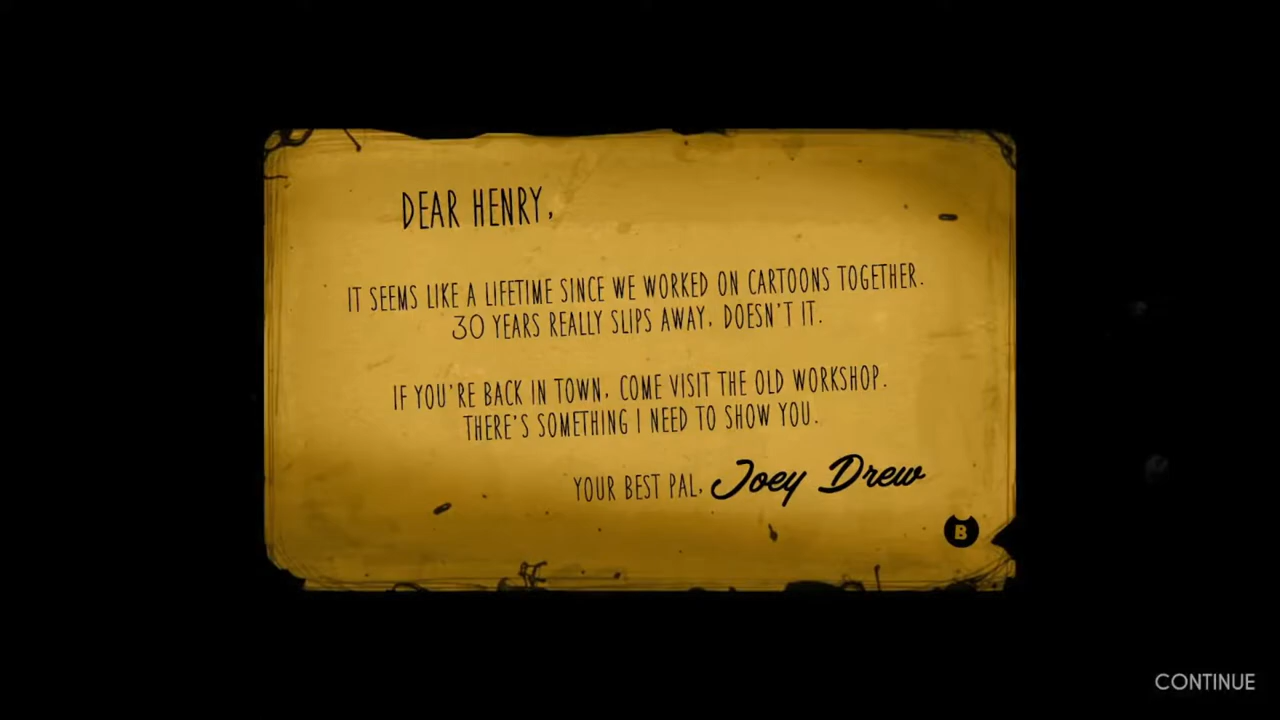 DEAR HENRY,
IT SEEMS LIKE A LIFETIME SINCE WE WORKED ON CARTOONS TOGETHER.
30 YEARS REALLY SLIPS AWAY, DOESN'T IT.
IF YOU'RE BACK IN TOWN, COME VISIT THE OLD WORKSHOP.
THERE'S SOMETHING I NEED TO SHOW YOU.
YOUR BEST PAL, Joey Drew
B
CONTINUE